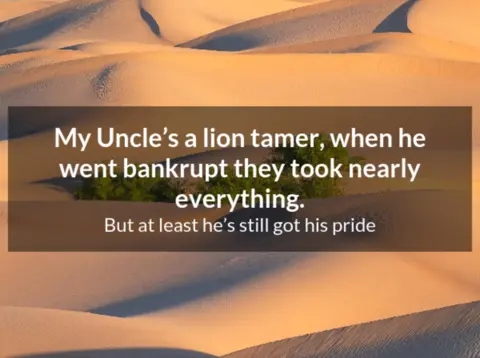 My Uncle's a lion tamer, when he
went bankrupt they took nearly
everything.
But at least he's still got his pride